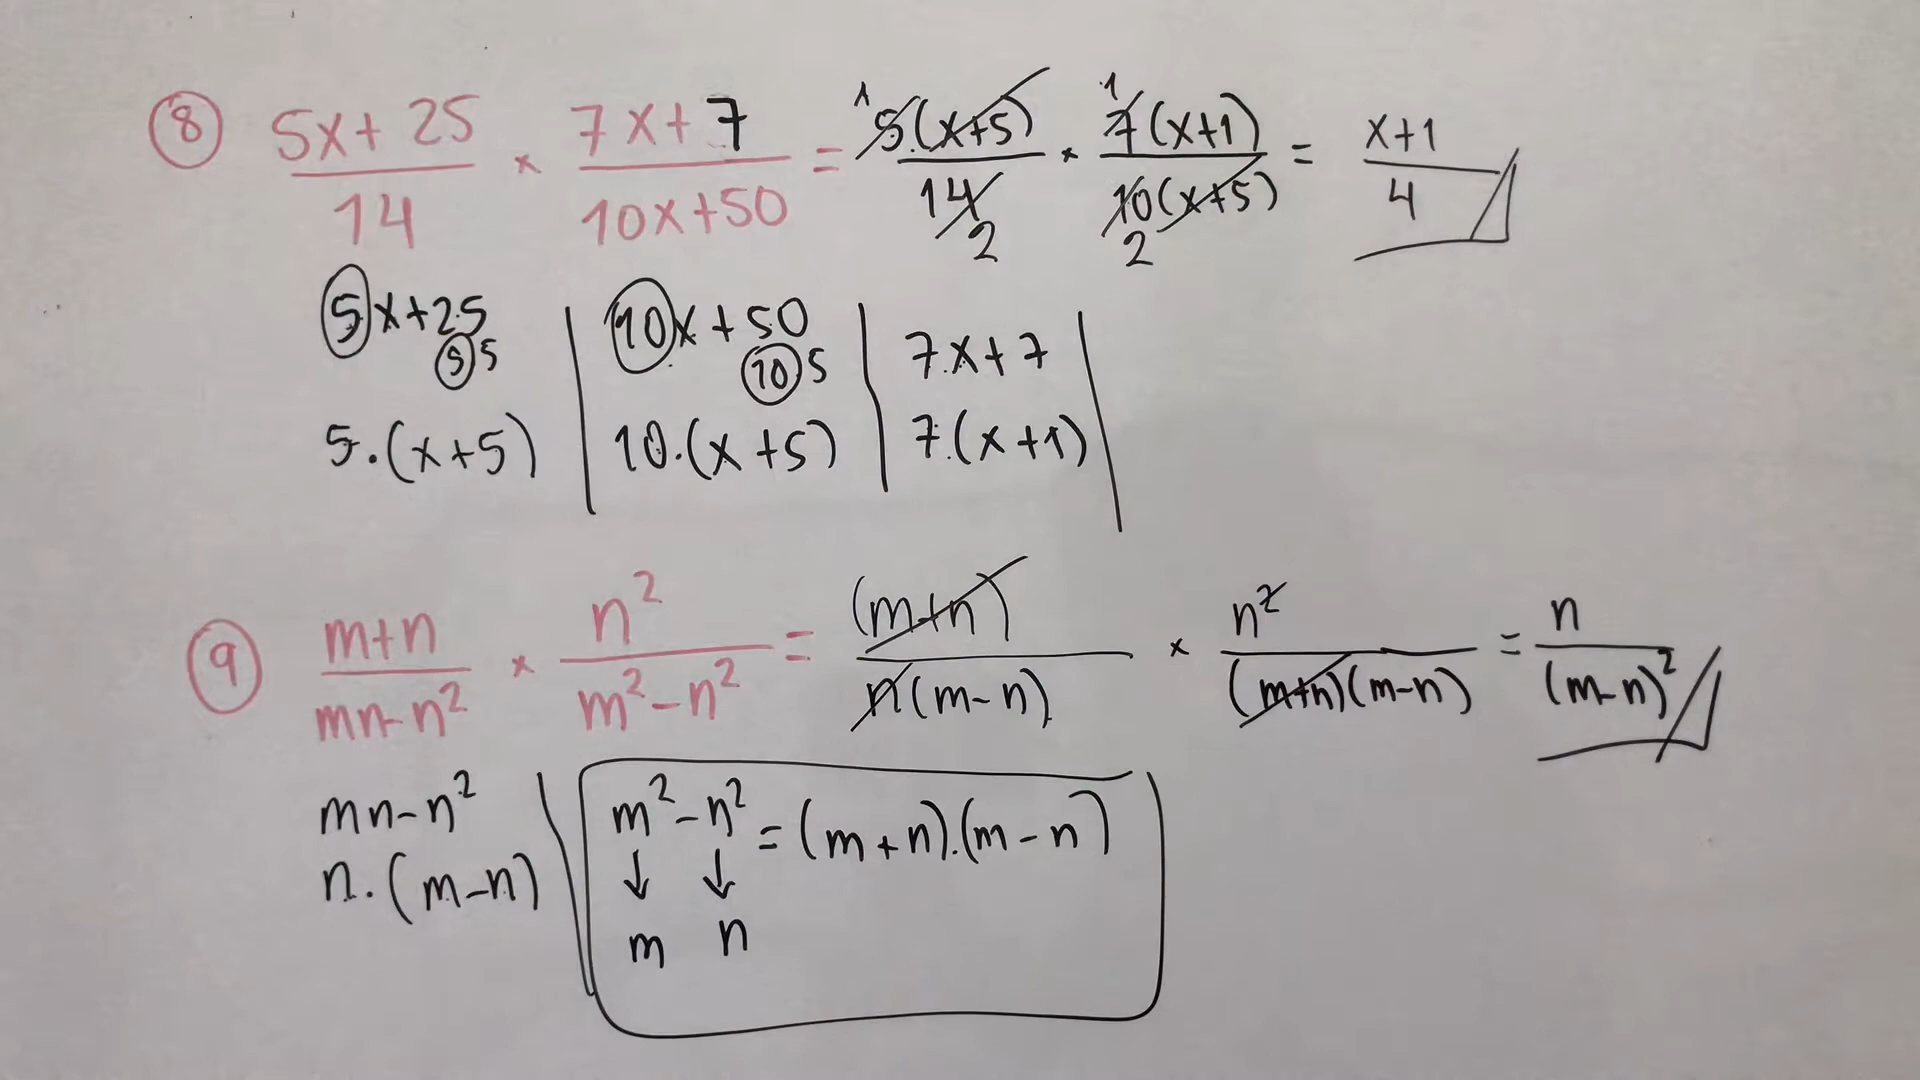 ⑧ (5x+25)/14 × (7x+7)/(10x+50) = 5.(x+5)/14 × 7(x+1)/10(x+5) = (x+1)/4
1 2 1 2
5x+25 | 10x+50 | 7x+7 |
5 5 | 10 5
5.(x+5) | 10.(x+5) | 7.(x+1) |
⑨ (m+n)/(mn-n²) × n²/(m²-n²) = (m+n)/n(m-n) × n²/(m+n)(m-n) = n/(m-n)²
mn-n² | m²-n² = (m+n).(m-n)
n.(m-n) | ↓ ↓
m n